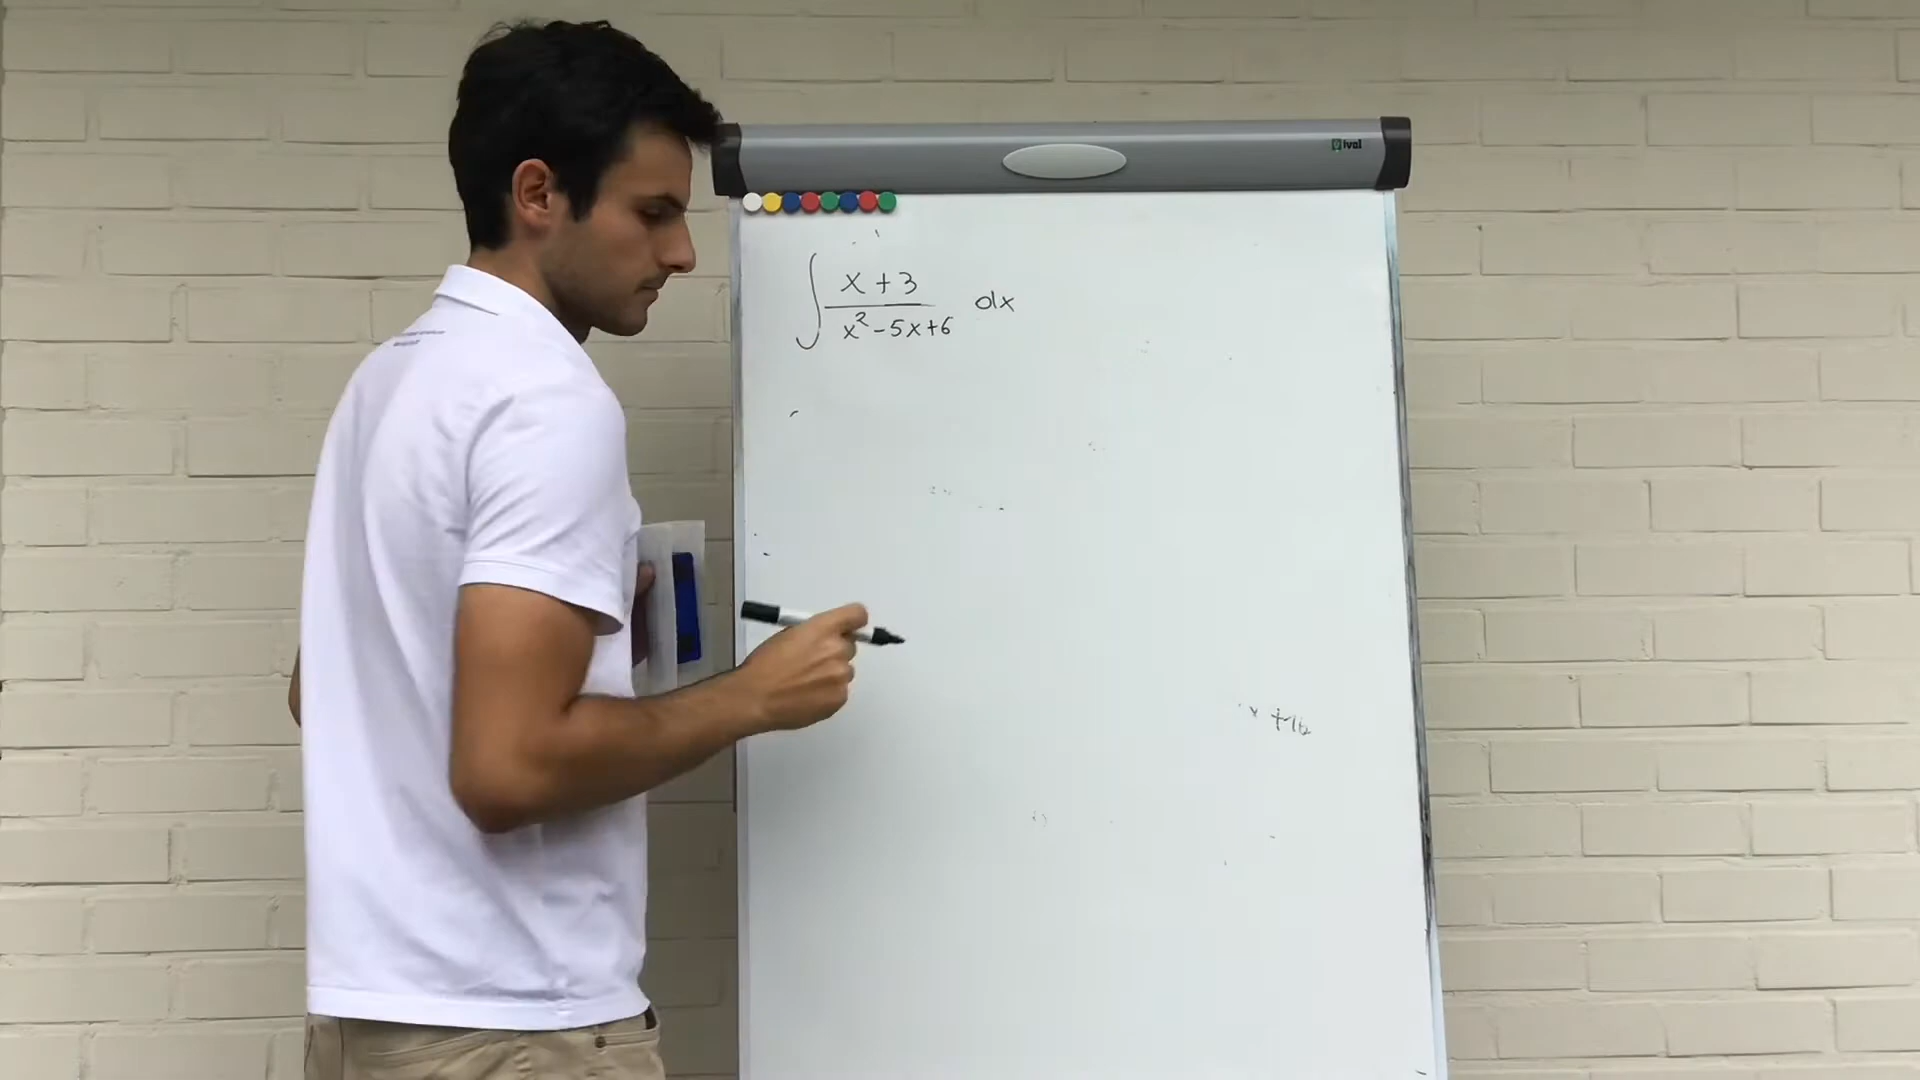 ival
∫ x + 3 / x² - 5x + 6 dx